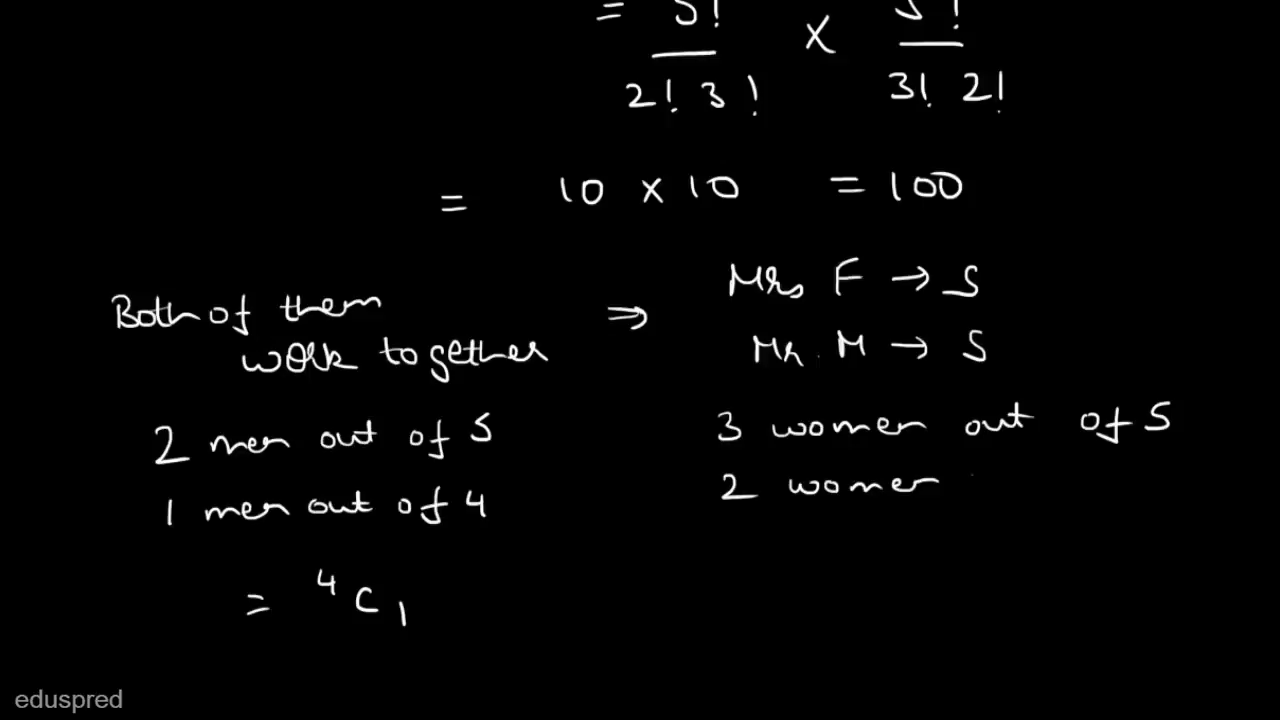 = 5! × 5!
2! 3! 3! 2!
= 10 × 10 = 100
Both of them ⇒ Mrs F → S
work together Mr. M → S
2 men out of 5 3 women out of 5
1 men out of 4 2 women
= ⁴C₁
eduspred